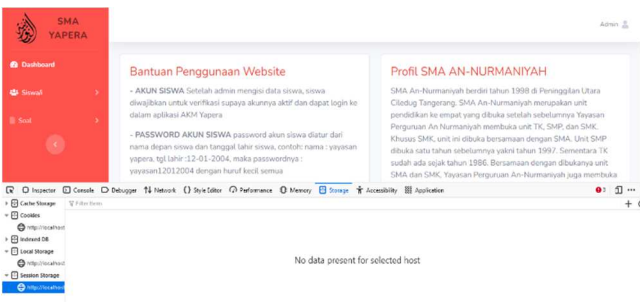 SMA
YAPERA
Admin
Dashboard
Siswa/i
Soal
Bantuan Penggunaan Website
- AKUN SISWA Setelah admin mengisi data siswa, siswa
diwajibkan untuk verifikasi supaya akunnya aktif dan dapat login ke
dalam aplikasi AKM Yapera
- PASSWORD AKUN SISWA password akun siswa diatur dari
nama depan siswa dan tanggal lahir siswa, contoh: nama : yayasan
yapera, tgl lahir :12-01-2004, maka passwordnya :
yayasan12012004 dengan huruf kecil semua
Profil SMA AN-NURMANIYAH
SMA An-Nurmaniyah berdiri tahun 1998 di Peninggilan Utara
Ciledug Tangerang. SMA An-Nurmaniyah merupakan unit
pendidikan ke empat yang dibuka setelah sebelumnya Yayasan
Perguruan An Nurmaniyah membuka unit TK, SMP, dan SMK.
Khusus SMK, unit ini dibuka bersamaan dengan SMA. Unit SMP
dibuka satu tahun sebelumnya yakni tahun 1997. Sementara TK
sudah ada sejak tahun 1986. Bersamaan dengan dibukanya unit
SMA dan SMK, Yayasan Perguruan An-Nurmaniyah juga membuka
Inspector Console Debugger Network Style Editor Performance Memory Storage Accessibility Application
Cache Storage
Filter Items
Cookies
http://localhost
Indexed DB
Local Storage
http://localhost
Session Storage
http://localhost
No data present for selected host